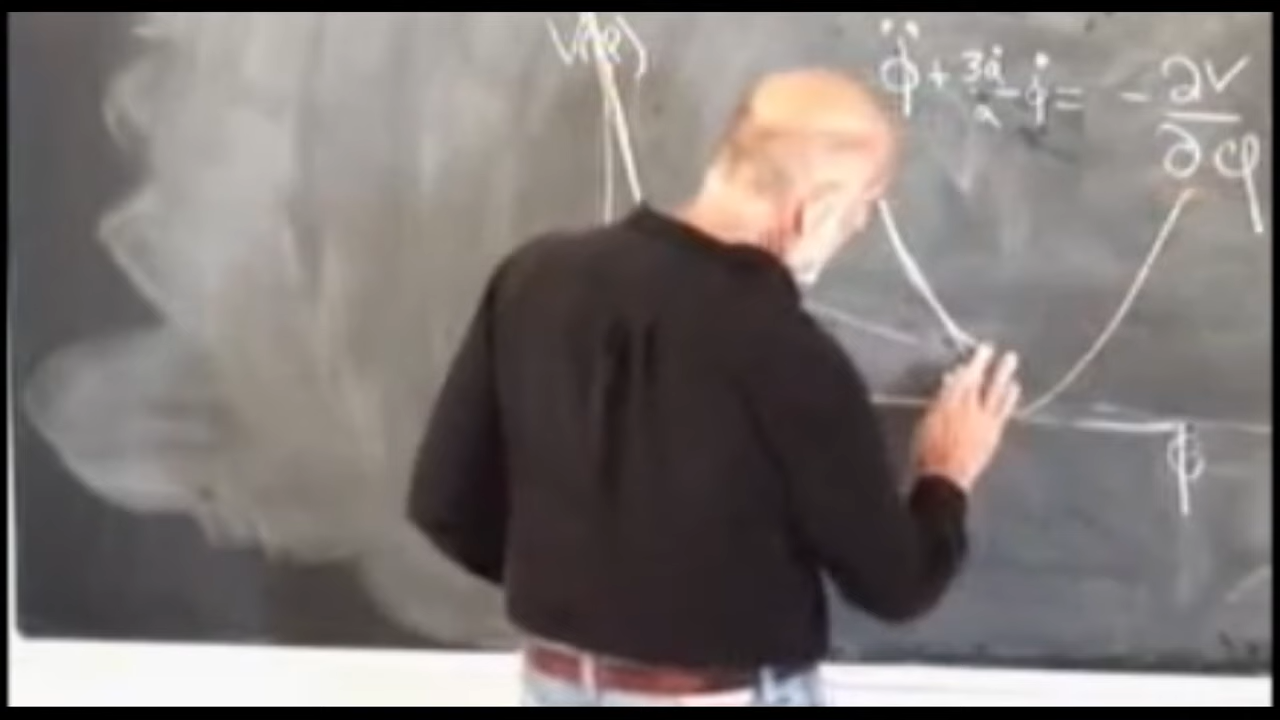 V(φ)
φ̈ + 3ȧ/a φ̇ = - ∂V/∂φ
ϕ